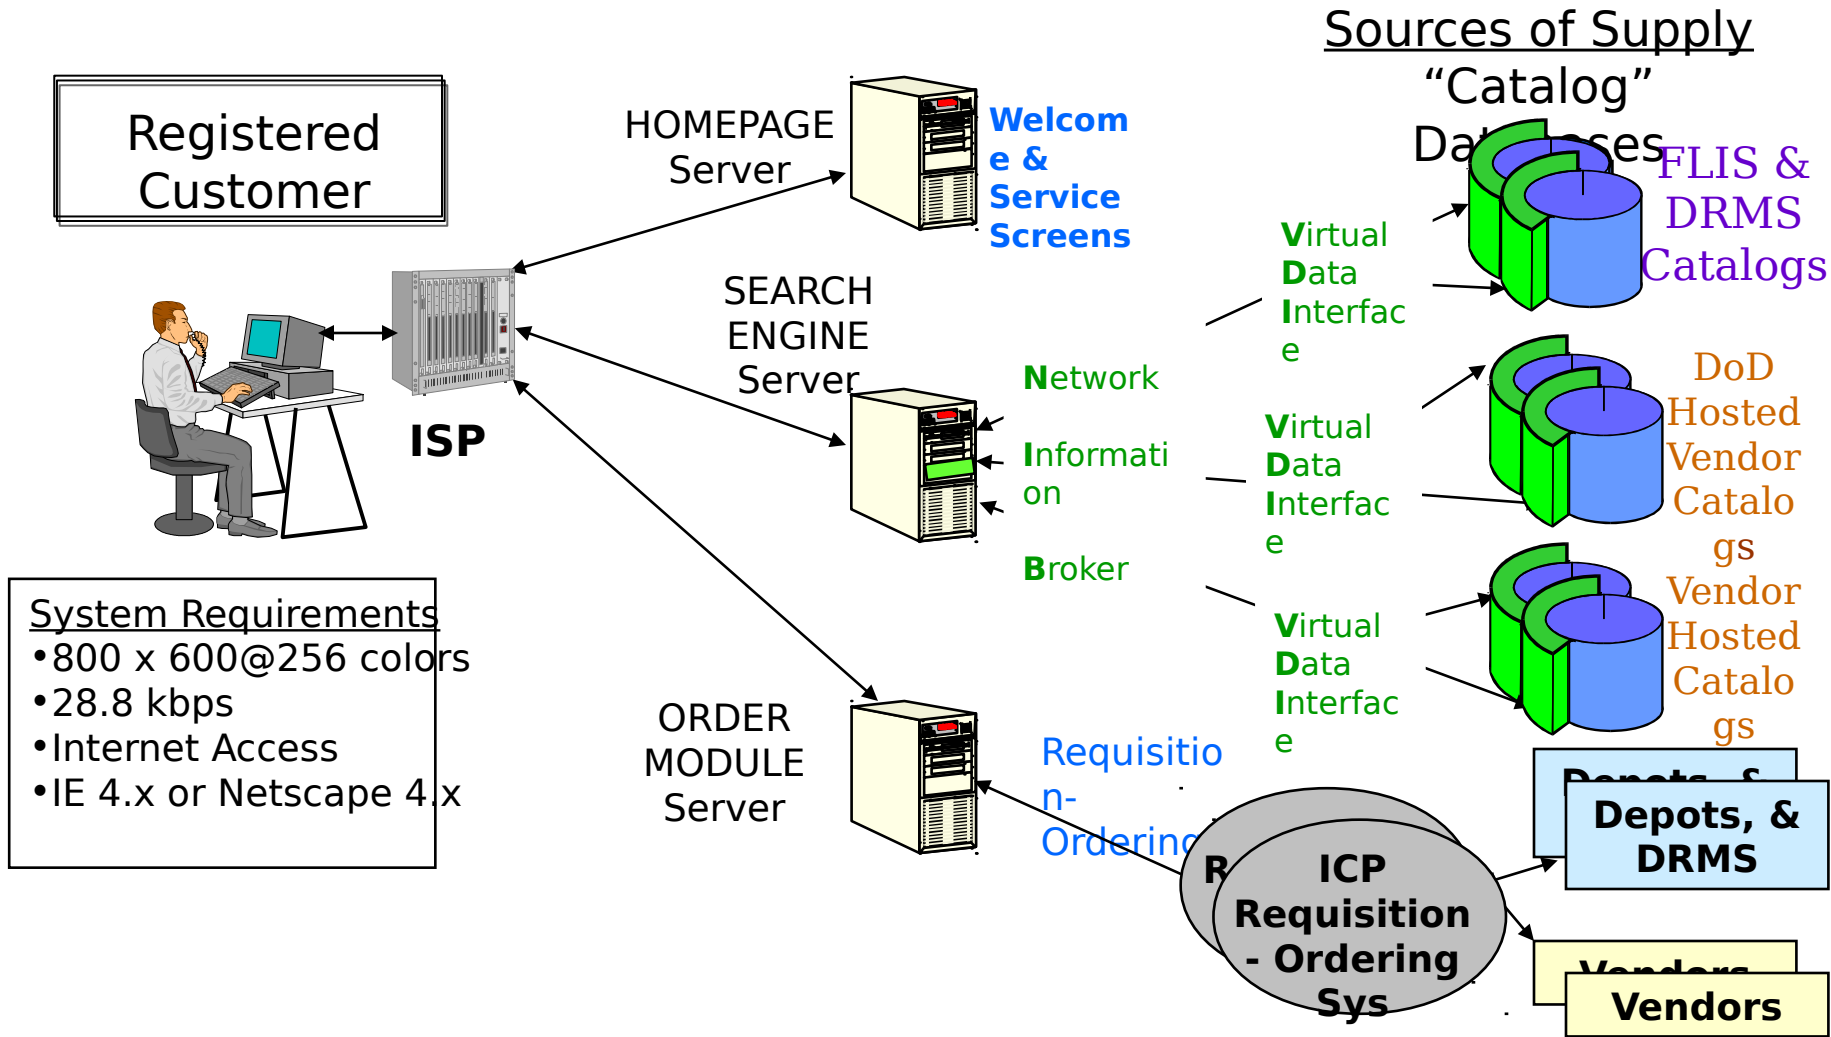 Sources of Supply
“Catalog”
Registered
Customer
HOMEPAGE
Server
Welcom
e &
Service
Screens
FLIS &
DRMS
Catalogs
Virtual
Data
Interfac
e
SEARCH
ENGINE
Server
ISP
Network
Informati
on
Broker
Virtual
Data
Interfac
e
DoD
Hosted
Vendor
Catalo
gs
Vendor
Hosted
Catalo
gs
Virtual
Data
Interfac
e
System Requirements
•800 x 600@256 colors
•28.8 kbps
•Internet Access
•IE 4.x or Netscape 4.x
ORDER
MODULE
Server
Requisitio
n-
Ordering
ICP
Requisition
- Ordering
Sys
Depots, &
Depots, &
DRMS
Vendors
Vendors